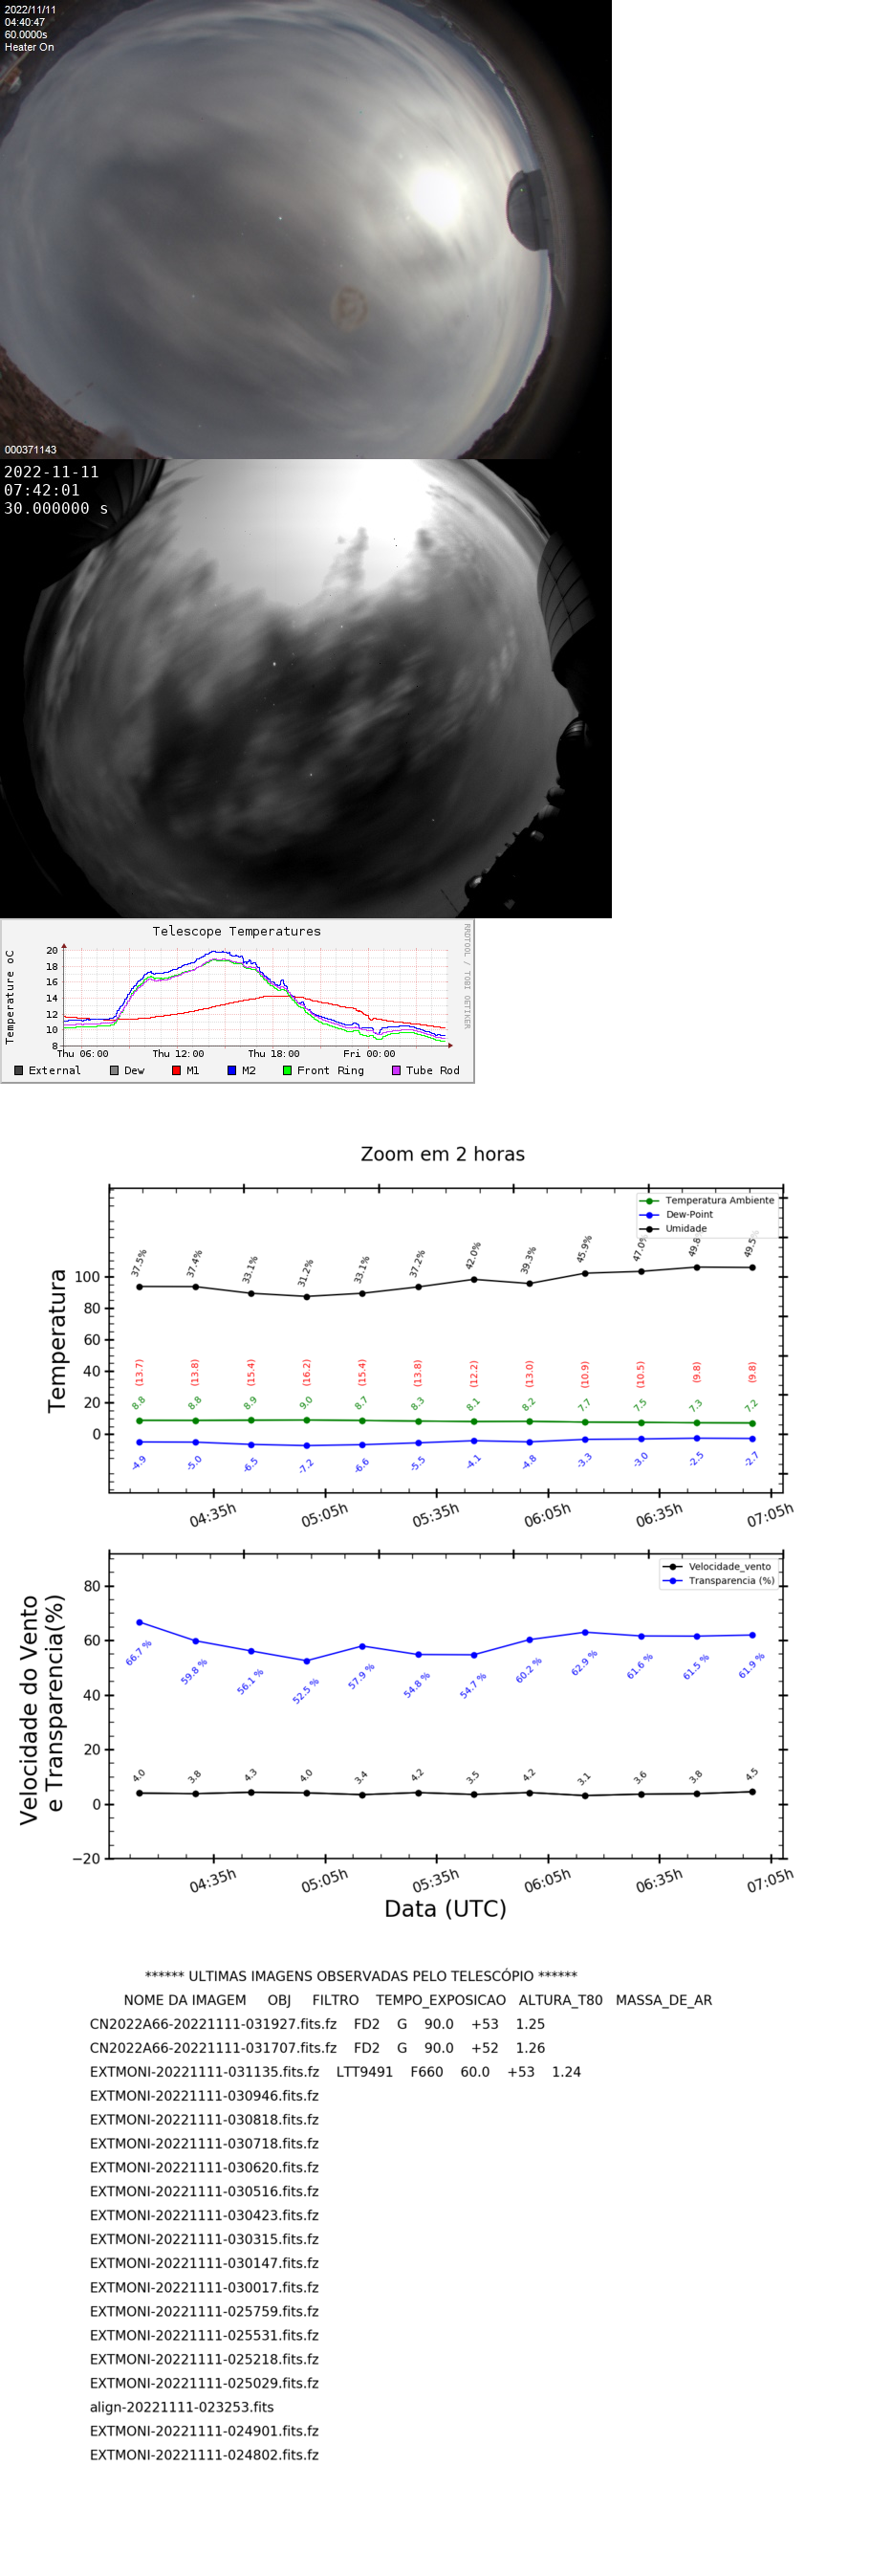 2022/11/11
04:40:47
60.0000s
Heater On
000371143
2022-11-11
07:42:01
30.000000 s
Telescope Temperatures
RRDTOOL / TOBI OETIKER
Temperature oC
20
18
16
14
12
10
8
Thu 06:00 Thu 12:00 Thu 18:00 Fri 00:00
External Dew M1 M2 Front Ring Tube Rod
Zoom em 2 horas
Temperatura Ambiente
Dew-Point
Umidade
Temperatura
100
80
60
40
20
0
37.5% 37.4% 33.1% 31.2% 33.1% 37.2% 42.0% 39.3% 45.9% 47.0% 49.8% 49.5%
(13.7) (13.8) (15.4) (16.2) (15.4) (13.8) (12.2) (13.0) (10.9) (10.5) (9.8) (9.8)
8.8 8.8 8.9 9.0 8.7 8.3 8.1 8.2 7.7 7.5 7.3 7.2
-4.9 -5.0 -6.5 -7.2 -6.6 -5.5 -4.1 -4.8 -3.3 -3.0 -2.5 -2.7
04:35h 05:05h 05:35h 06:05h 06:35h 07:05h
Velocidade_vento
Transparencia (%)
Velocidade do Vento
e Transparencia(%)
80
60
40
20
0
−20
66.7 % 59.8 % 56.1 % 52.5 % 57.9 % 54.8 % 54.7 % 60.2 % 62.9 % 61.6 % 61.5 % 61.9 %
4.0 3.8 4.3 4.0 3.4 4.2 3.5 4.2 3.1 3.6 3.8 4.5
04:35h 05:05h 05:35h 06:05h 06:35h 07:05h
Data (UTC)
****** ULTIMAS IMAGENS OBSERVADAS PELO TELESCÓPIO ******
NOME DA IMAGEM OBJ FILTRO TEMPO_EXPOSICAO ALTURA_T80 MASSA_DE_AR
CN2022A66-20221111-031927.fits.fz FD2 G 90.0 +53 1.25
CN2022A66-20221111-031707.fits.fz FD2 G 90.0 +52 1.26
EXTMONI-20221111-031135.fits.fz LTT9491 F660 60.0 +53 1.24
EXTMONI-20221111-030946.fits.fz
EXTMONI-20221111-030818.fits.fz
EXTMONI-20221111-030718.fits.fz
EXTMONI-20221111-030620.fits.fz
EXTMONI-20221111-030516.fits.fz
EXTMONI-20221111-030423.fits.fz
EXTMONI-20221111-030315.fits.fz
EXTMONI-20221111-030147.fits.fz
EXTMONI-20221111-030017.fits.fz
EXTMONI-20221111-025759.fits.fz
EXTMONI-20221111-025531.fits.fz
EXTMONI-20221111-025218.fits.fz
EXTMONI-20221111-025029.fits.fz
align-20221111-023253.fits
EXTMONI-20221111-024901.fits.fz
EXTMONI-20221111-024802.fits.fz